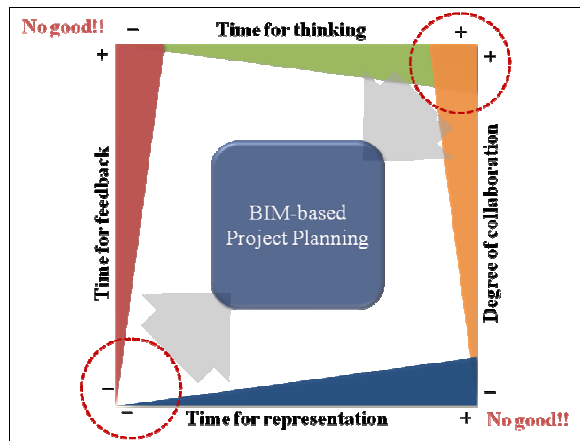 No good!!
− Time for thinking +
+
+
Time for feedback
BIM-based
Project Planning
Degree of collaboration
−
−
− Time for representation +
No good!!